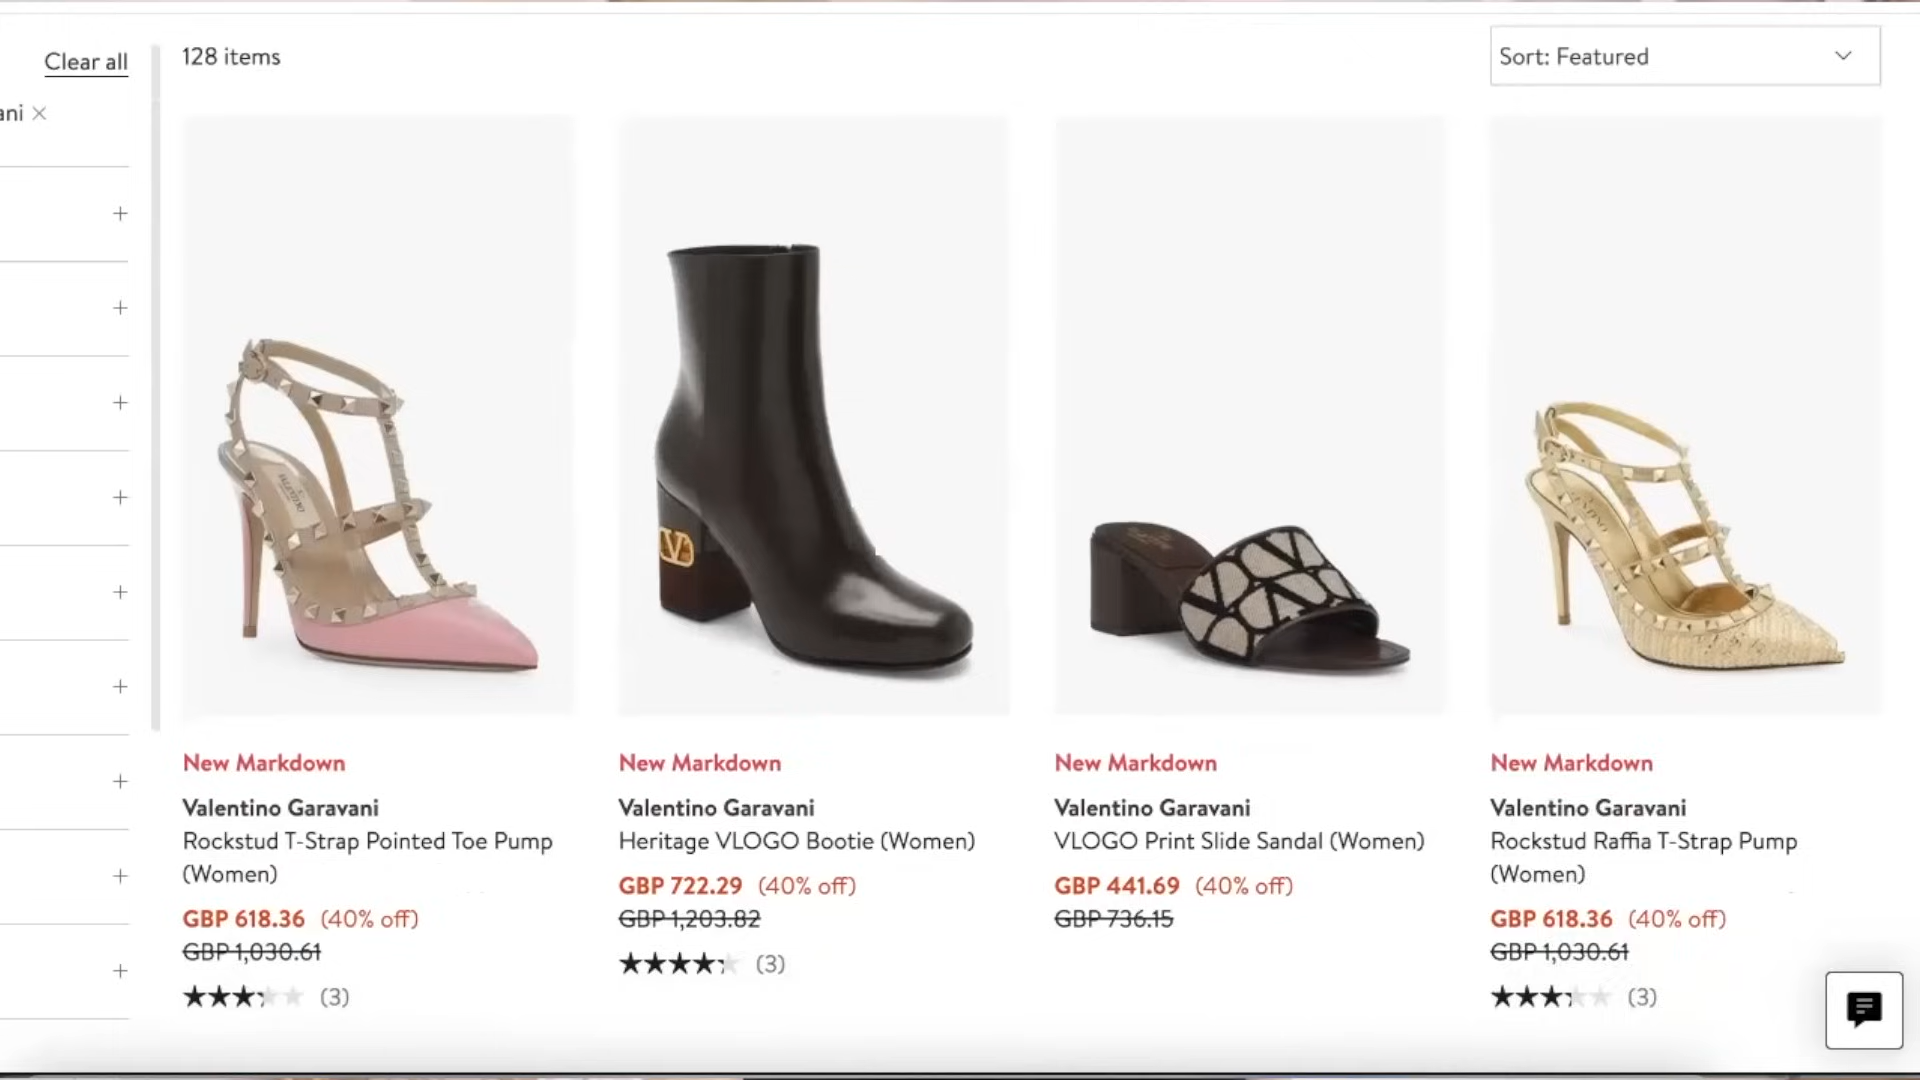 Clear all
ani
128 items
Sort: Featured
New Markdown
Valentino Garavani
Rockstud T-Strap Pointed Toe Pump
(Women)
GBP 618.36 (40% off)
GBP 1,030.61
(3)
New Markdown
Valentino Garavani
Heritage VLOGO Bootie (Women)
GBP 722.29 (40% off)
GBP 1,203.82
(3)
New Markdown
Valentino Garavani
VLOGO Print Slide Sandal (Women)
GBP 441.69 (40% off)
GBP 736.15
New Markdown
Valentino Garavani
Rockstud Raffia T-Strap Pump
(Women)
GBP 618.36 (40% off)
GBP 1,030.61
(3)